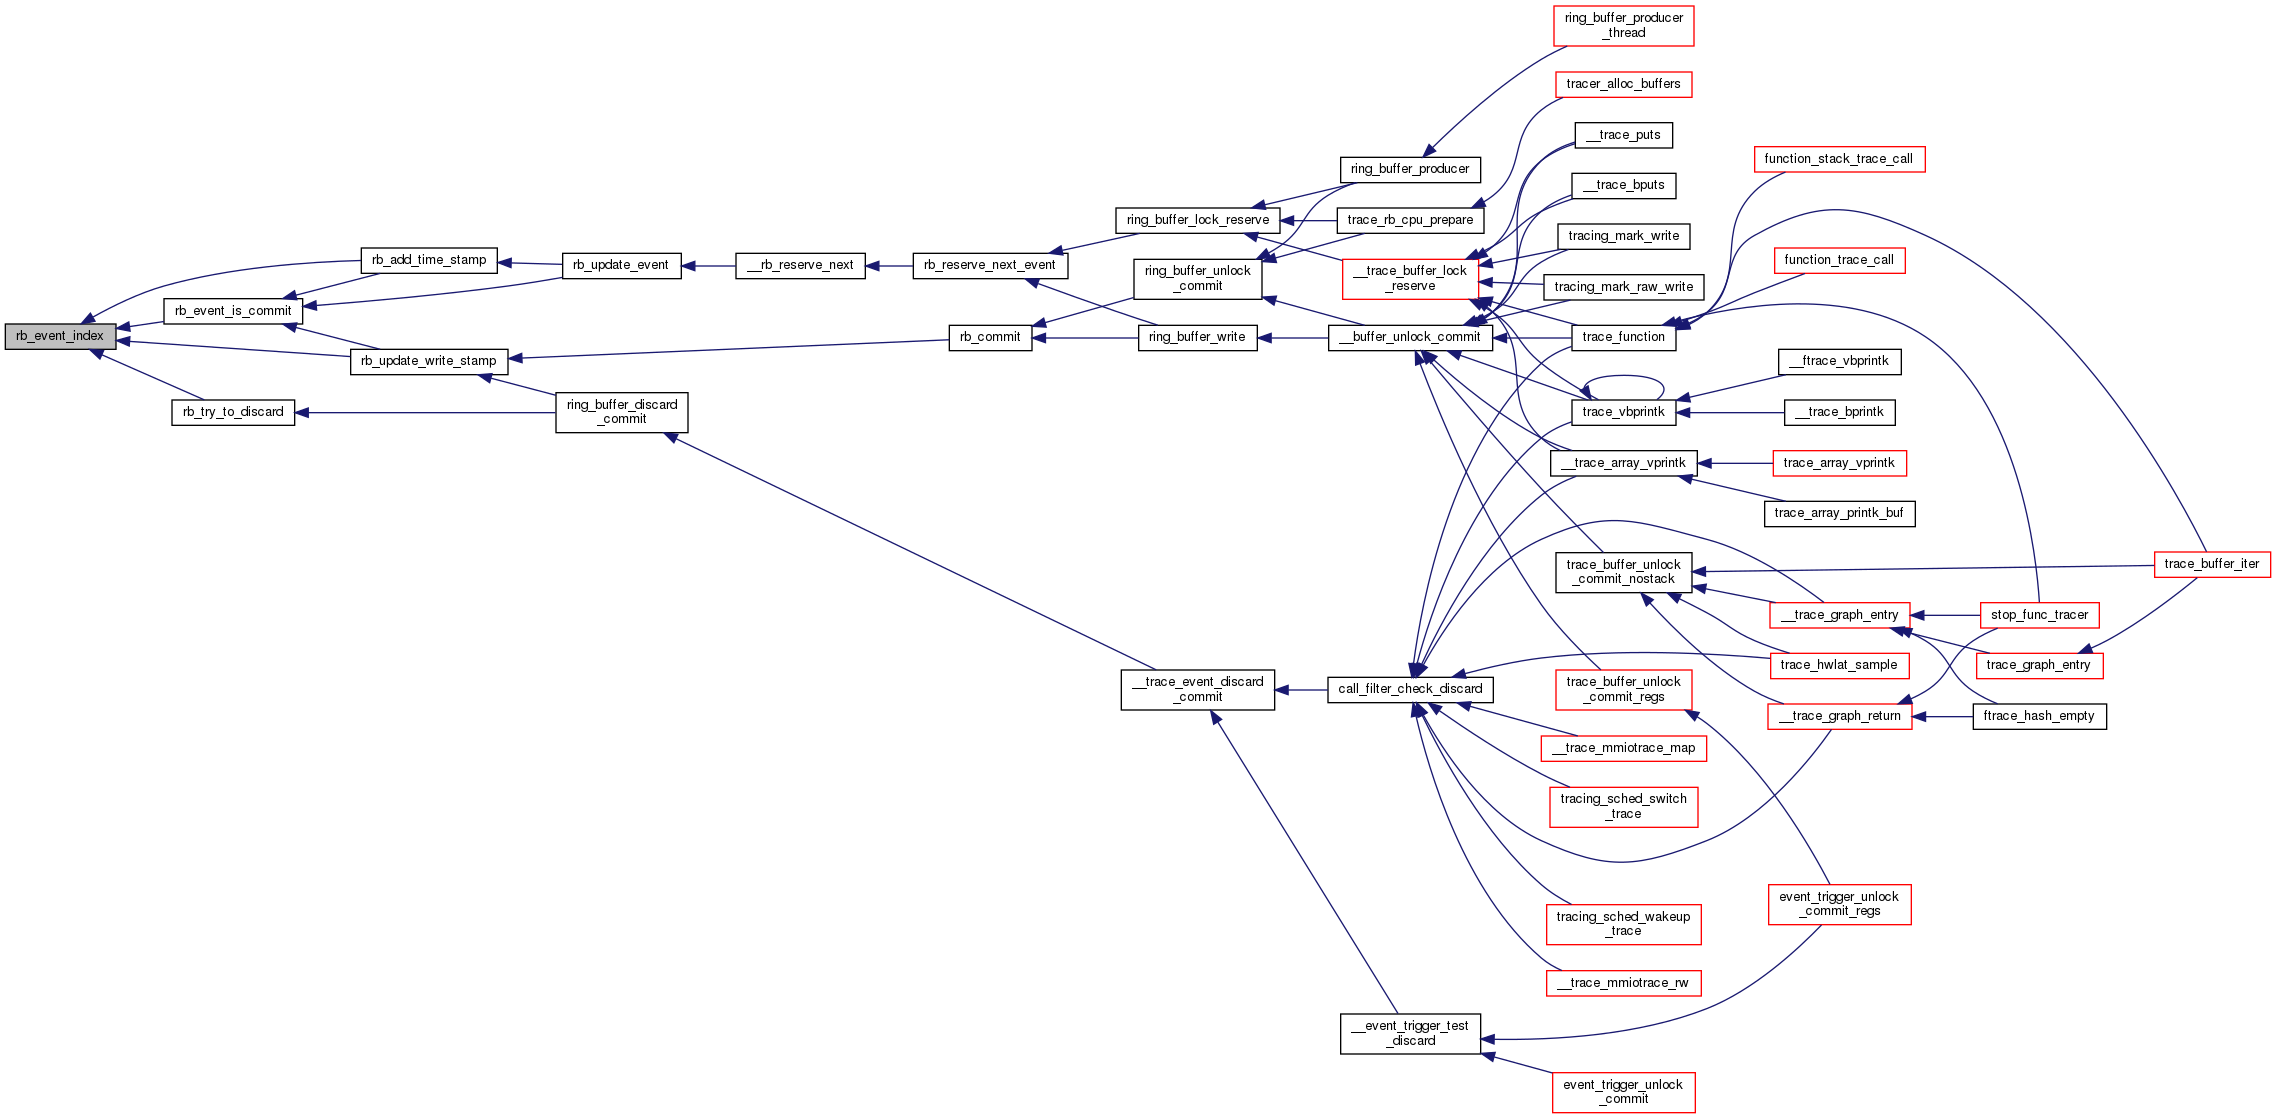 ring_buffer_producer
_thread
tracer_alloc_buffers
__trace_puts
function_stack_trace_call
ring_buffer_producer
__trace_bputs
ring_buffer_lock_reserve
trace_rb_cpu_prepare
tracing_mark_write
rb_add_time_stamp
rb_update_event
__rb_reserve_next
rb_reserve_next_event
ring_buffer_unlock
_commit
__trace_buffer_lock
_reserve
function_trace_call
tracing_mark_raw_write
rb_event_is_commit
rb_event_index
rb_commit
ring_buffer_write
__buffer_unlock_commit
trace_function
rb_update_write_stamp
__ftrace_vbprintk
rb_try_to_discard
ring_buffer_discard
_commit
trace_vbprintk
__trace_bprintk
__trace_array_vprintk
trace_array_vprintk
trace_array_printk_buf
trace_buffer_unlock
_commit_nostack
trace_buffer_iter
__trace_graph_entry
stop_func_tracer
trace_hwlat_sample
trace_graph_entry
__trace_event_discard
_commit
call_filter_check_discard
trace_buffer_unlock
_commit_regs
__trace_graph_return
ftrace_hash_empty
__trace_mmiotrace_map
tracing_sched_switch
_trace
event_trigger_unlock
_commit_regs
tracing_sched_wakeup
_trace
__trace_mmiotrace_rw
__event_trigger_test
_discard
event_trigger_unlock
_commit